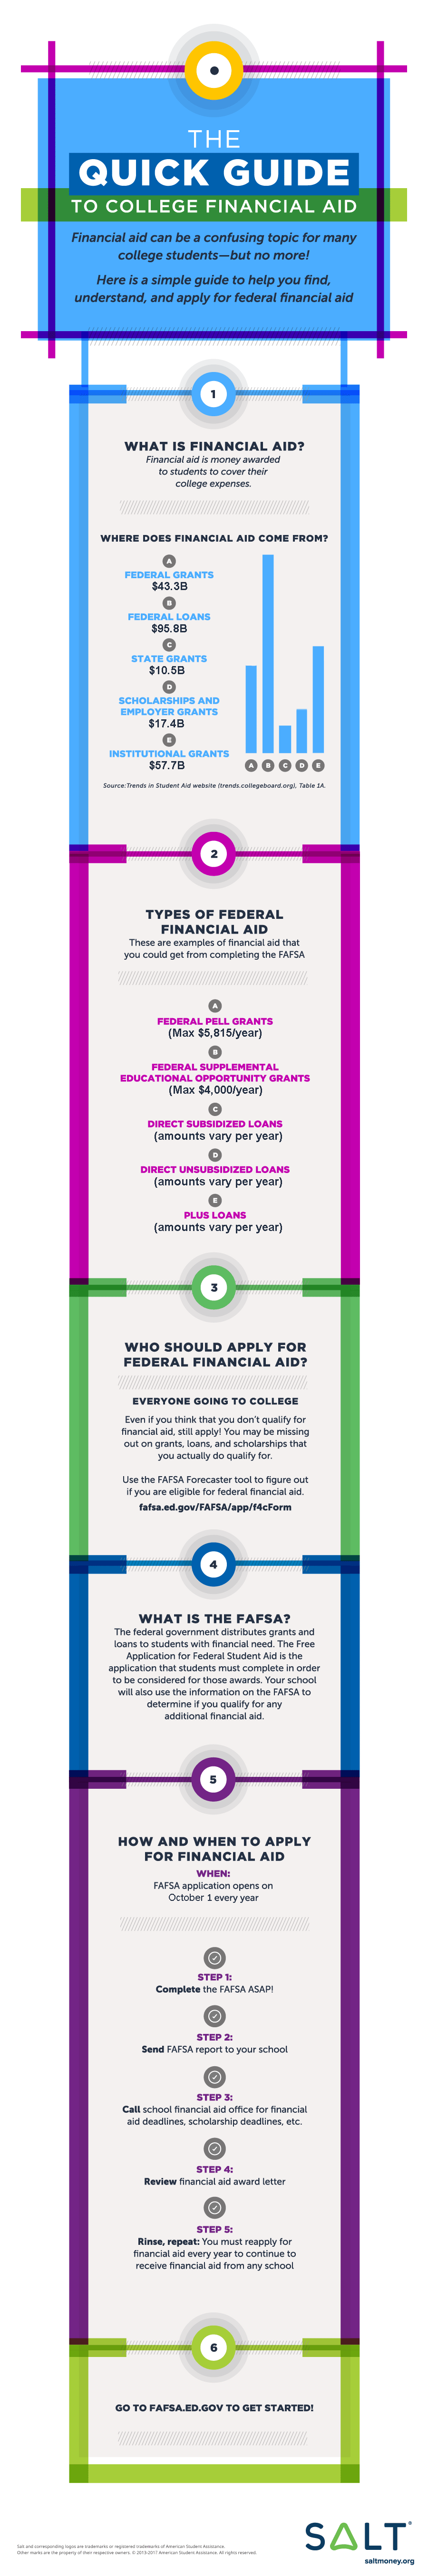 THE
QUICK GUIDE
TO COLLEGE FINANCIAL AID
Financial aid can be a confusing topic for many
college students—but no more!
Here is a simple guide to help you find,
understand, and apply for federal financial aid
1
WHAT IS FINANCIAL AID?
Financial aid is money awarded
to students to cover their
college expenses.
WHERE DOES FINANCIAL AID COME FROM?
A
FEDERAL GRANTS
$43.3B
B
FEDERAL LOANS
$95.8B
C
STATE GRANTS
$10.5B
D
SCHOLARSHIPS AND
EMPLOYER GRANTS
$17.4B
E
INSTITUTIONAL GRANTS
$57.7B
A B C D E
Source:Trends in Student Aid website (trends.collegeboard.org), Table 1A.
2
TYPES OF FEDERAL
FINANCIAL AID
These are examples of financial aid that
you could get from completing the FAFSA
A
FEDERAL PELL GRANTS
(Max $5,815/year)
B
FEDERAL SUPPLEMENTAL
EDUCATIONAL OPPORTUNITY GRANTS
(Max $4,000/year)
C
DIRECT SUBSIDIZED LOANS
(amounts vary per year)
D
DIRECT UNSUBSIDIZED LOANS
(amounts vary per year)
E
PLUS LOANS
(amounts vary per year)
3
WHO SHOULD APPLY FOR
FEDERAL FINANCIAL AID?
EVERYONE GOING TO COLLEGE
Even if you think that you don't qualify for
financial aid, still apply! You may be missing
out on grants, loans, and scholarships that
you actually do qualify for.
Use the FAFSA Forecaster tool to figure out
if you are eligible for federal financial aid.
fafsa.ed.gov/FAFSA/app/f4cForm
4
WHAT IS THE FAFSA?
The federal government distributes grants and
loans to students with financial need. The Free
Application for Federal Student Aid is the
application that students must complete in order
to be considered for those awards. Your school
will also use the information on the FAFSA to
determine if you qualify for any
additional financial aid.
5
HOW AND WHEN TO APPLY
FOR FINANCIAL AID
WHEN:
FAFSA application opens on
October 1 every year
STEP 1:
Complete the FAFSA ASAP!
STEP 2:
Send FAFSA report to your school
STEP 3:
Call school financial aid office for financial
aid deadlines, scholarship deadlines, etc.
STEP 4:
Review financial aid award letter
STEP 5:
Rinse, repeat: You must reapply for
financial aid every year to continue to
receive financial aid from any school
6
GO TO FAFSA.ED.GOV TO GET STARTED!
Salt and corresponding logos are trademarks or registered trademarks of American Student Assistance.
Other marks are the property of their respective owners. © 2013-2017 American Student Assistance. All rights reserved.
SALT®
saltmoney.org